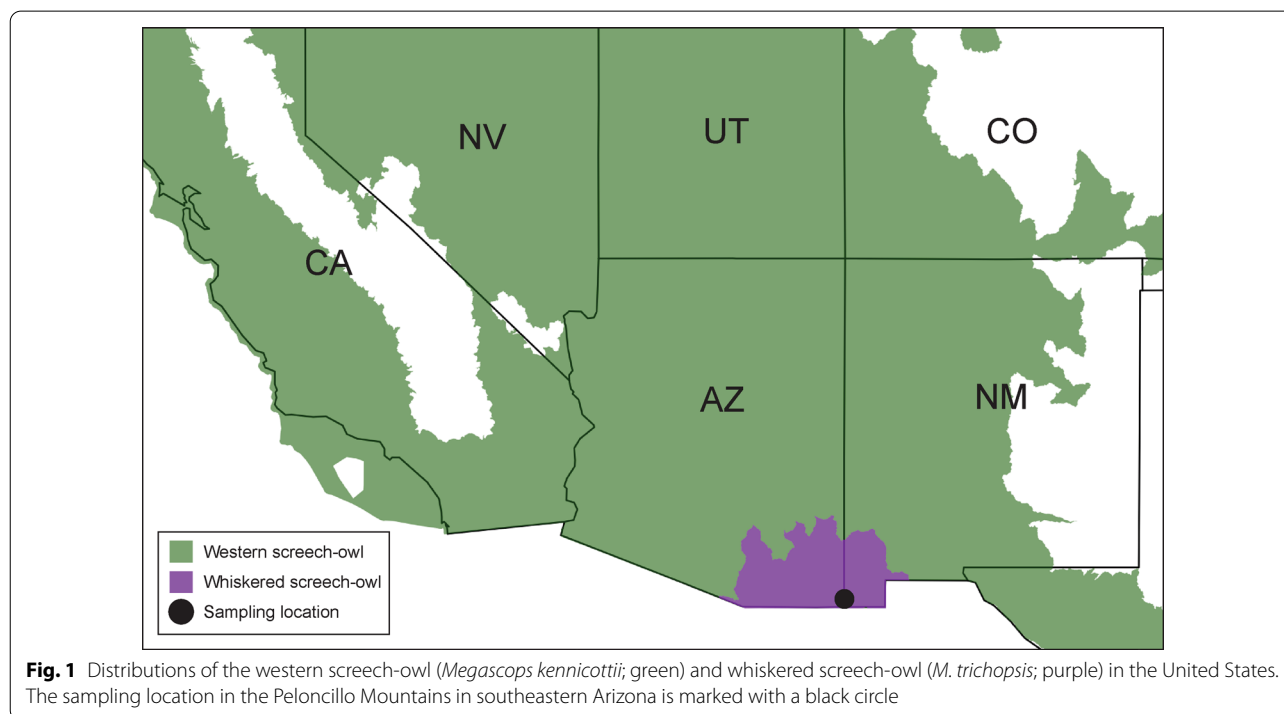 NV
UT
CO
CA
AZ
NM
Western screech-owl
Whiskered screech-owl
Sampling location
Fig. 1 Distributions of the western screech-owl (Megascops kennicottii; green) and whiskered screech-owl (M. trichopsis; purple) in the United States.
The sampling location in the Peloncillo Mountains in southeastern Arizona is marked with a black circle